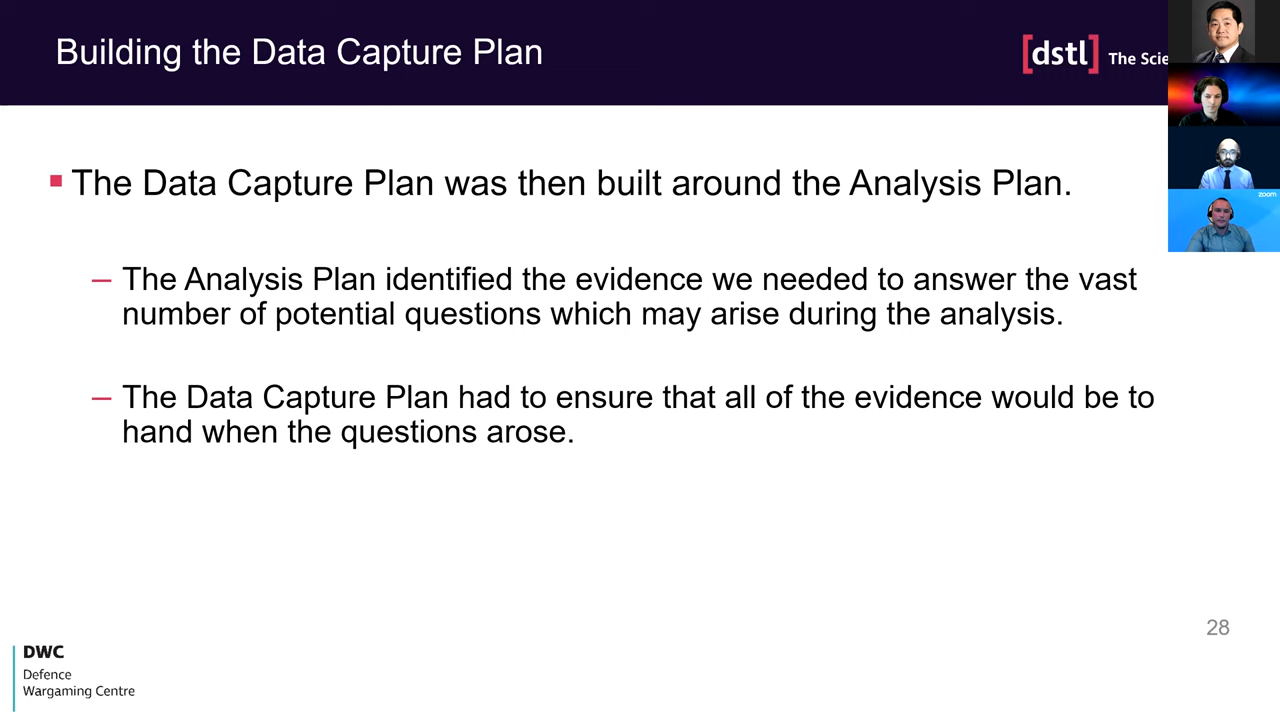 Building the Data Capture Plan
[dstl] The Scie
zoom
The Data Capture Plan was then built around the Analysis Plan.
– The Analysis Plan identified the evidence we needed to answer the vast
number of potential questions which may arise during the analysis.
– The Data Capture Plan had to ensure that all of the evidence would be to
hand when the questions arose.
28
DWC
Defence
Wargaming Centre